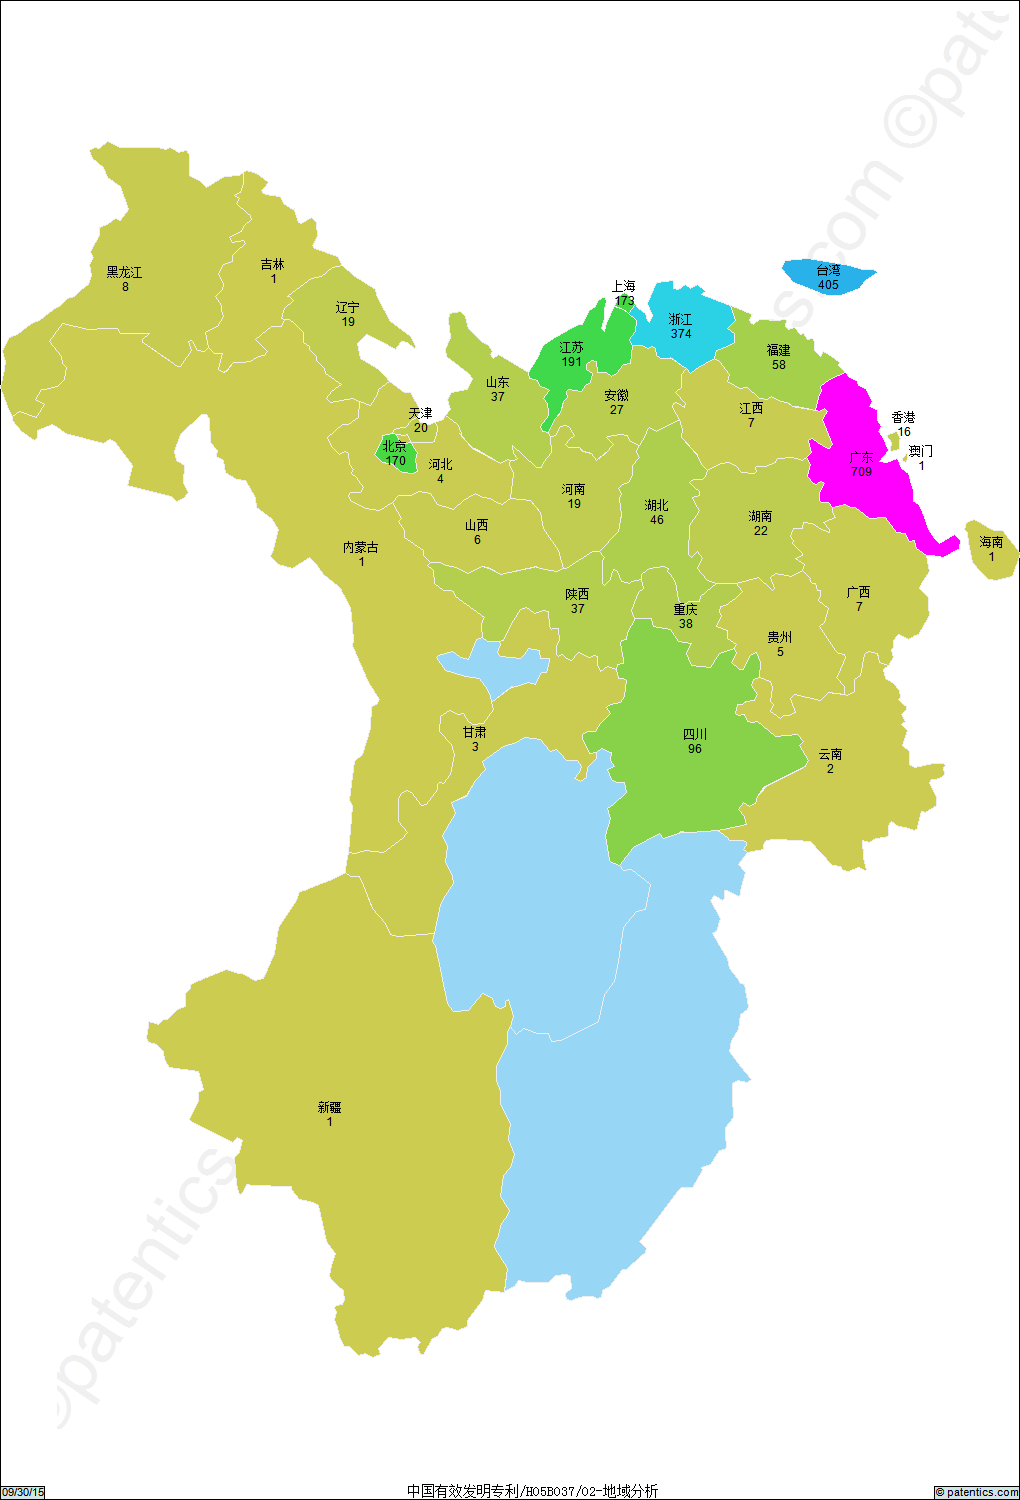 ©patentics.com ©pate
黑龙江
8
吉林
1
辽宁
19
台湾
405
上海
173
浙江
374
江苏
191
福建
58
山东
37
安徽
27
江西
7
天津
20
香港
16
北京
170
河北
4
澳门
1
广东
709
河南
19
湖北
46
湖南
22
山西
6
内蒙古
1
海南
1
陕西
37
重庆
38
广西
7
贵州
5
甘肃
3
四川
96
云南
2
新疆
1
09/30/15
中国有效发明专利/H05B037/02-地域分析
© patentics.com